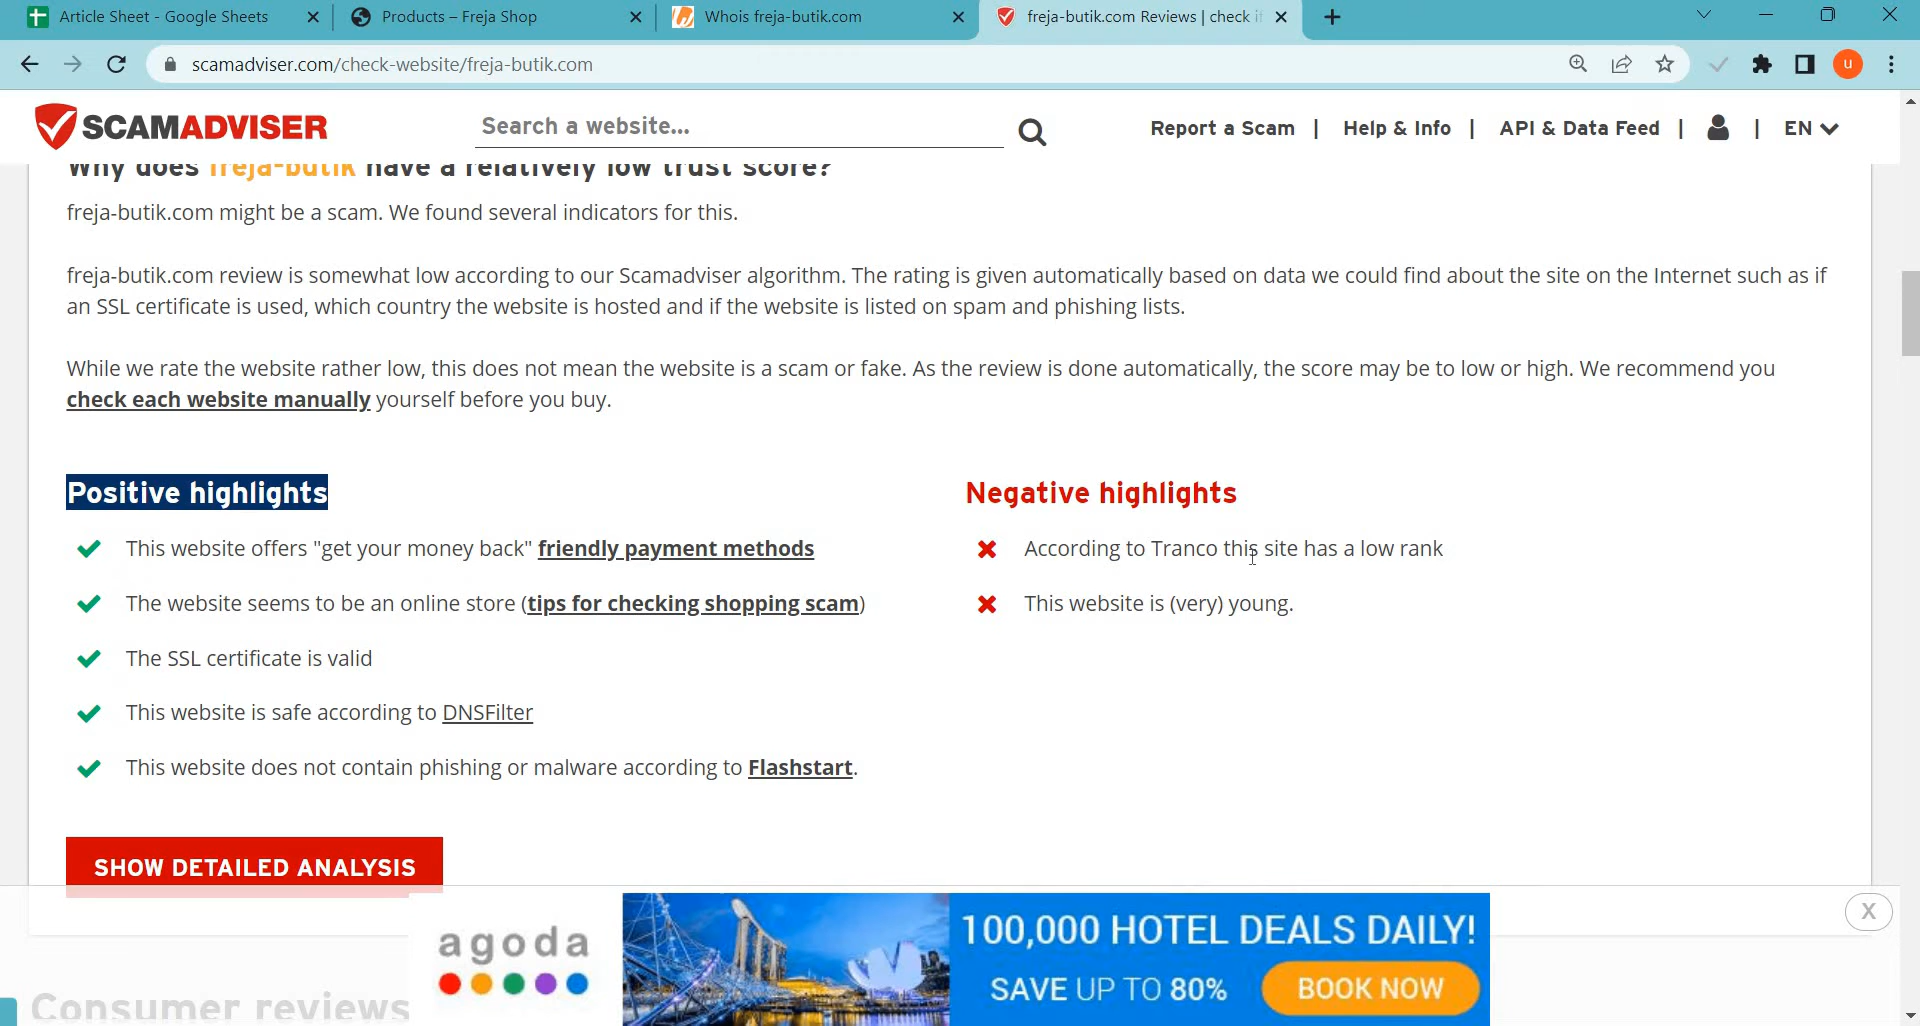 Article Sheet - Google Sheets
Products – Freja Shop
Whois freja-butik.com
freja-butik.com Reviews | check if
scamadviser.com/check-website/freja-butik.com
u
SCAMADVISER
Search a website...
Report a Scam | Help & Info | API & Data Feed | | EN
Why does freja-butik have a relatively low trust score?
freja-butik.com might be a scam. We found several indicators for this.
freja-butik.com review is somewhat low according to our Scamadviser algorithm. The rating is given automatically based on data we could find about the site on the Internet such as if
an SSL certificate is used, which country the website is hosted and if the website is listed on spam and phishing lists.
While we rate the website rather low, this does not mean the website is a scam or fake. As the review is done automatically, the score may be to low or high. We recommend you
check each website manually yourself before you buy.
Positive highlights
This website offers "get your money back" friendly payment methods
The website seems to be an online store (tips for checking shopping scam)
The SSL certificate is valid
This website is safe according to DNSFilter
This website does not contain phishing or malware according to Flashstart.
Negative highlights
According to Tranco this site has a low rank
This website is (very) young.
SHOW DETAILED ANALYSIS
X
agoda
100,000 HOTEL DEALS DAILY!
SAVE UP TO 80%
BOOK NOW
Consumer reviews